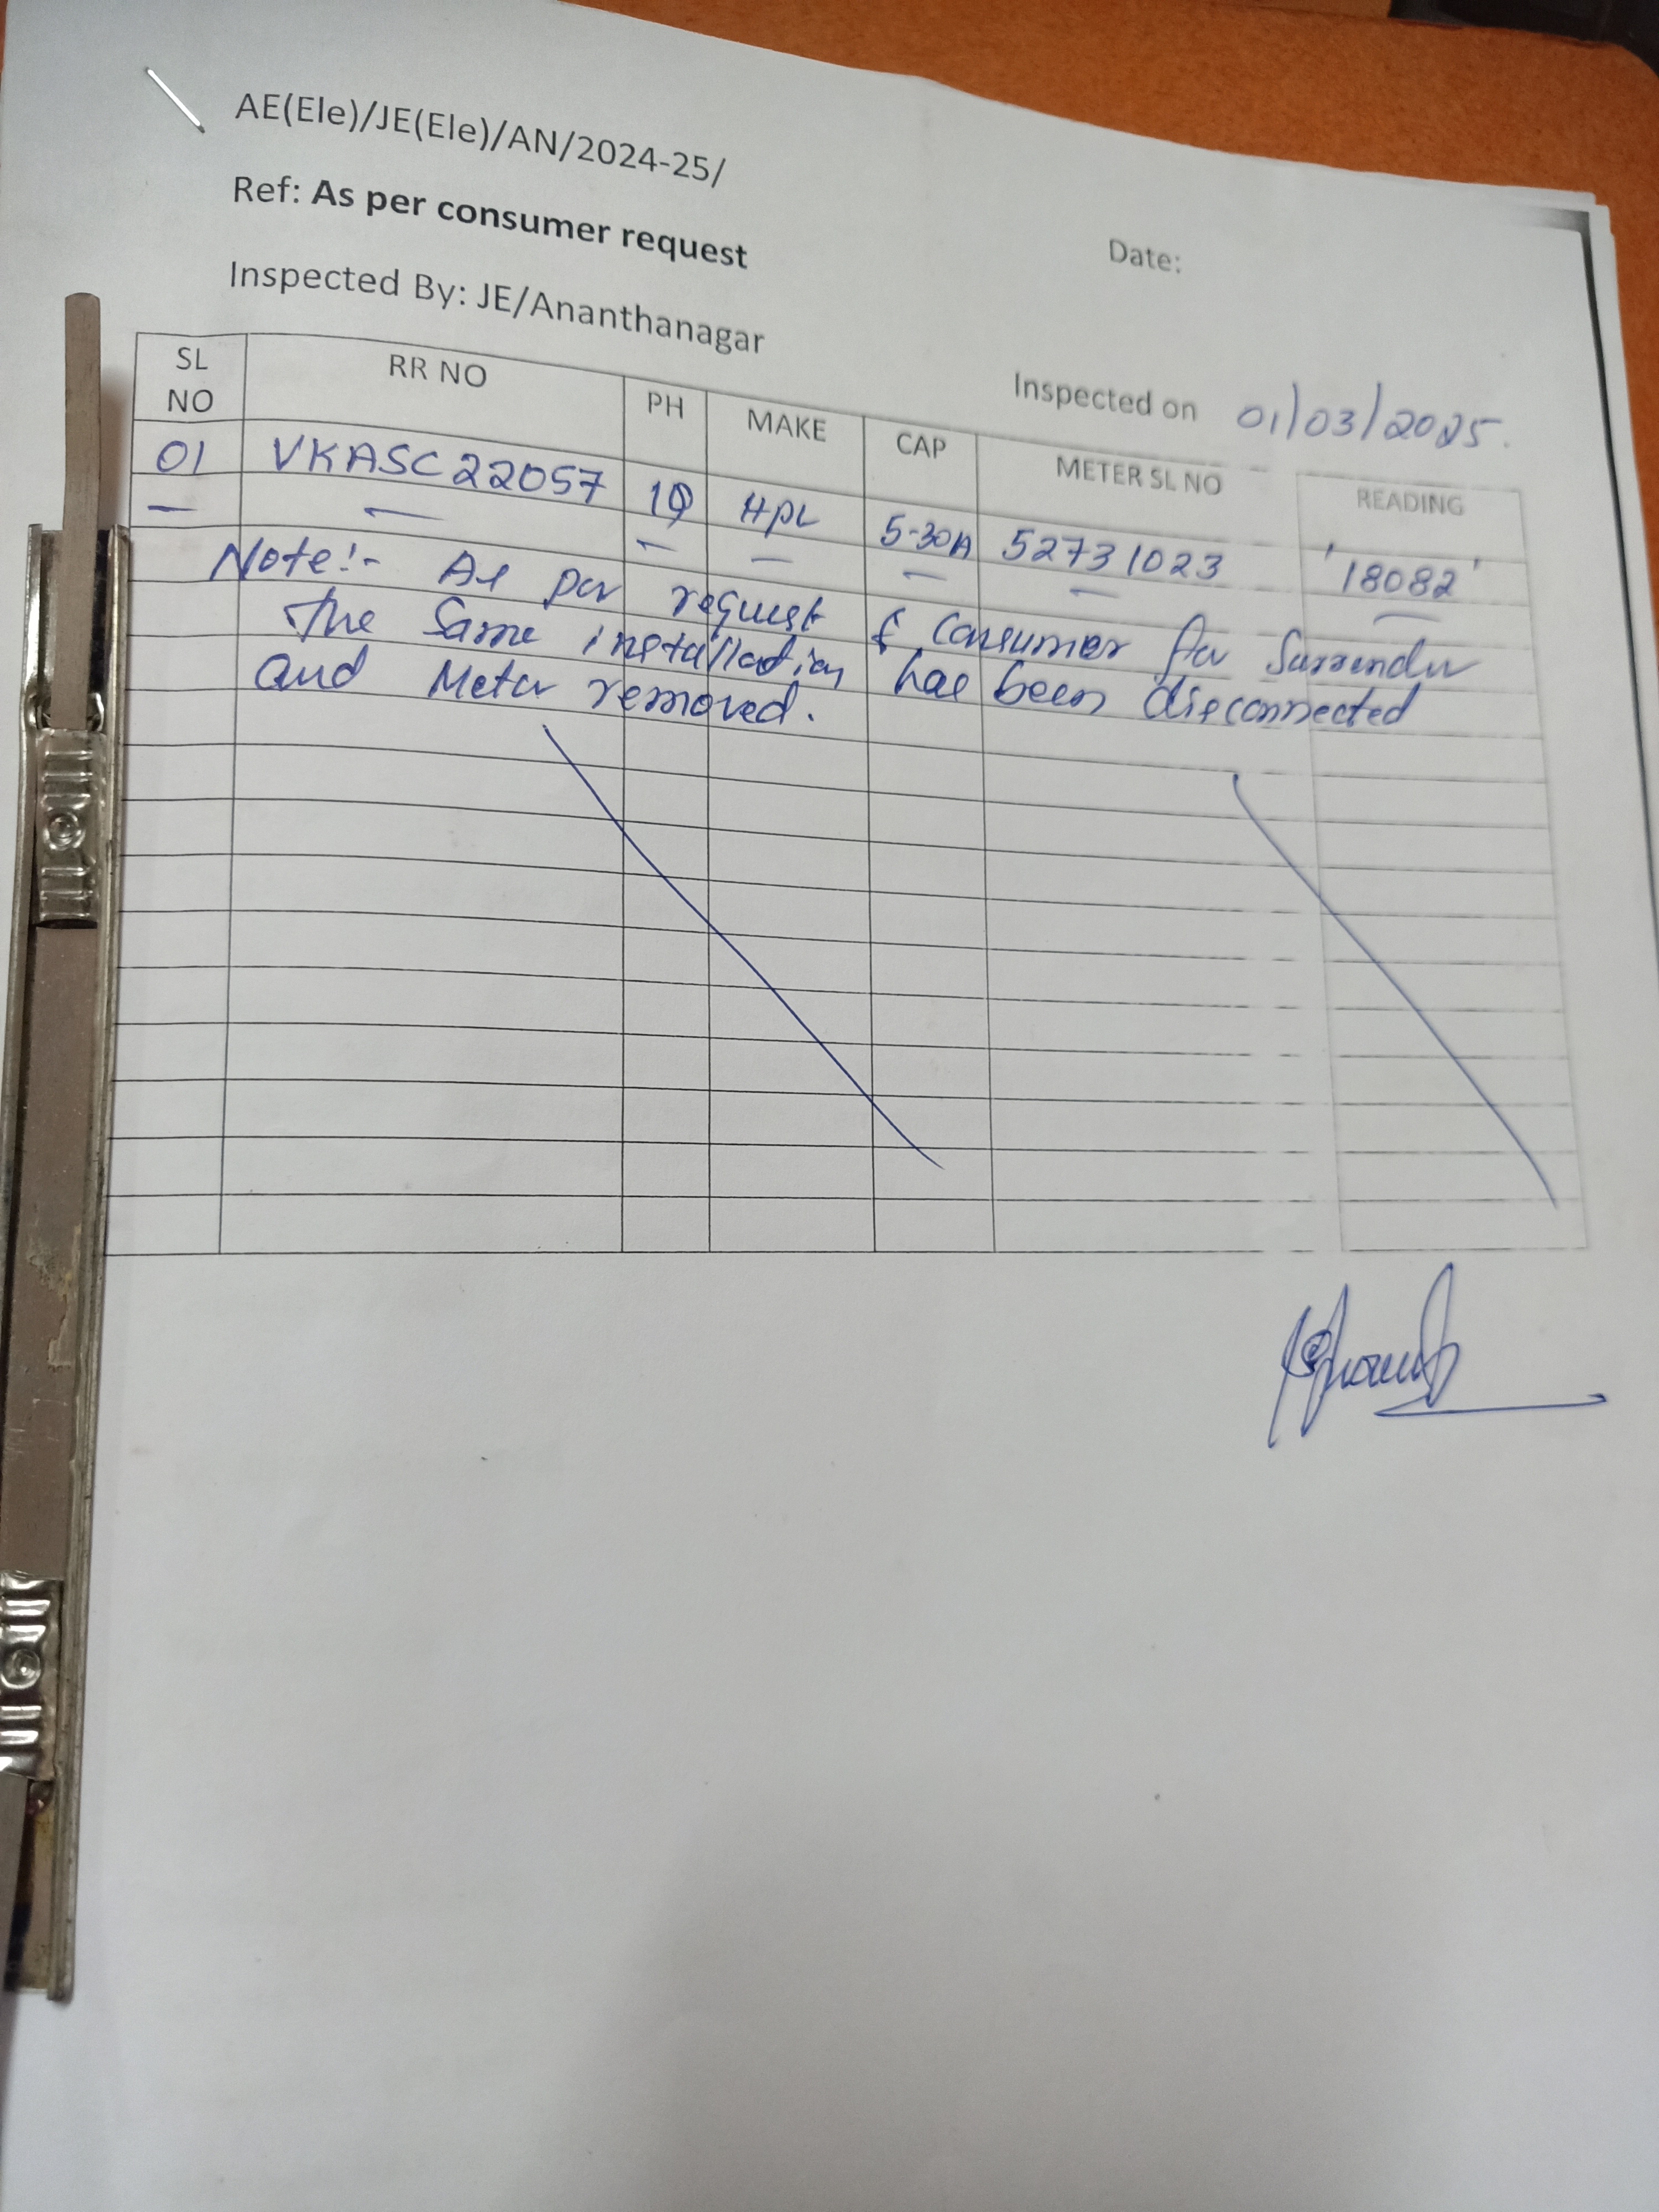 AE(Ele)/JE(Ele)/AN/2024-25/
Ref: As per consumer request
Date:
Inspected By: JE/Ananthanagar
Inspected on 01/03/2025.
SL NO RR NO PH MAKE CAP METER SL NO READING
01 VKASC22057 1Φ HPL 5-30A 52731023 '18082'
— — — — — — —
Note:- As per request of consumer for Surrender
The Same installation has been disconnected
and Meter removed.